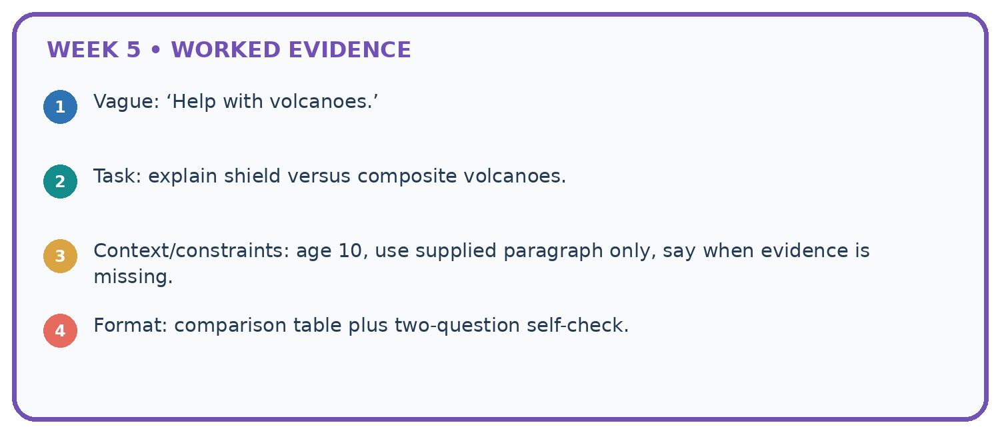 WEEK 5 • WORKED EVIDENCE
1 Vague: ‘Help with volcanoes.’
2 Task: explain shield versus composite volcanoes.
3 Context/constraints: age 10, use supplied paragraph only, say when evidence is
missing.
4 Format: comparison table plus two-question self-check.